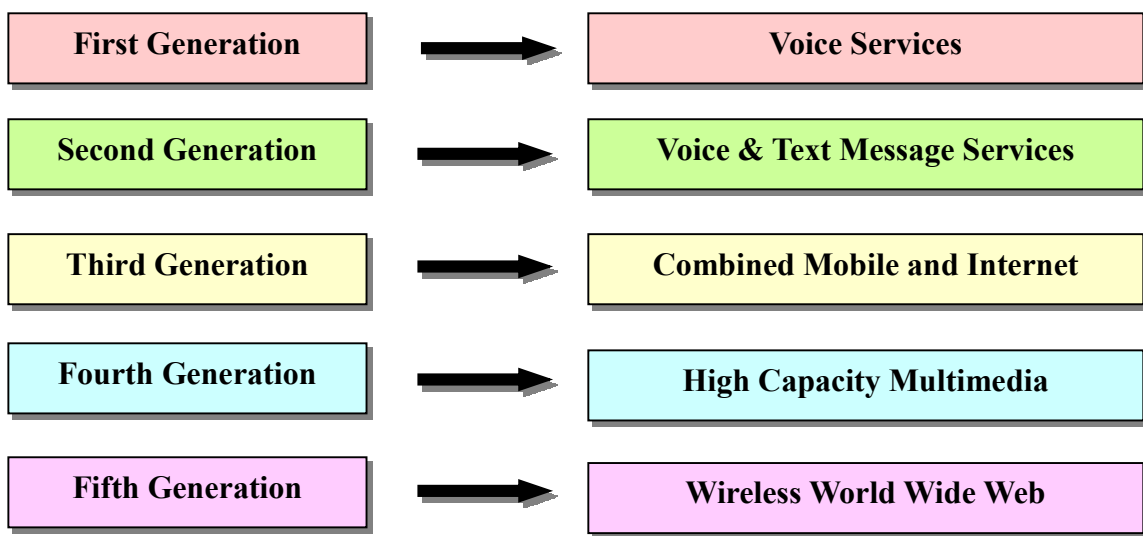 First Generation
Voice Services
Second Generation
Voice & Text Message Services
Third Generation
Combined Mobile and Internet
Fourth Generation
High Capacity Multimedia
Fifth Generation
Wireless World Wide Web